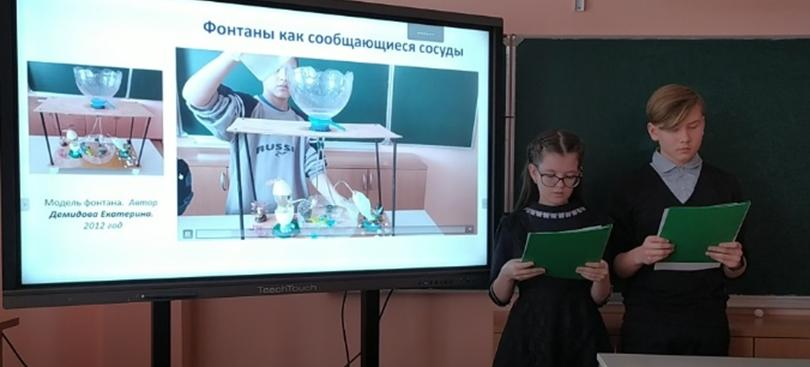 Фонтаны как сообщающиеся сосуды
RUSSI
Модель фонтана. Автор
Демидова Екатерина.
2012 год
TeachTouch